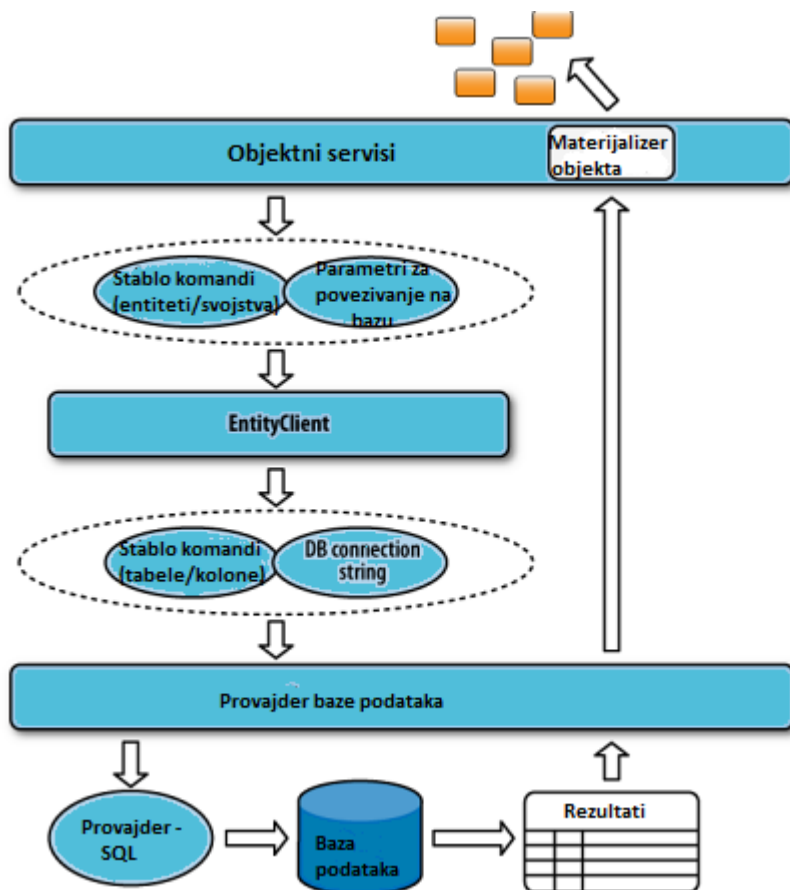 Objektni servisi
Materijalizer
objekta
Stablo komandi
(entiteti/svojstva)
Parametri za
povezivanje na
bazu
EntityClient
Stablo komandi
(tabele/kolone)
DB connection
string
Provajder baze podataka
Provajder -
SQL
Baza
podataka
Rezultati